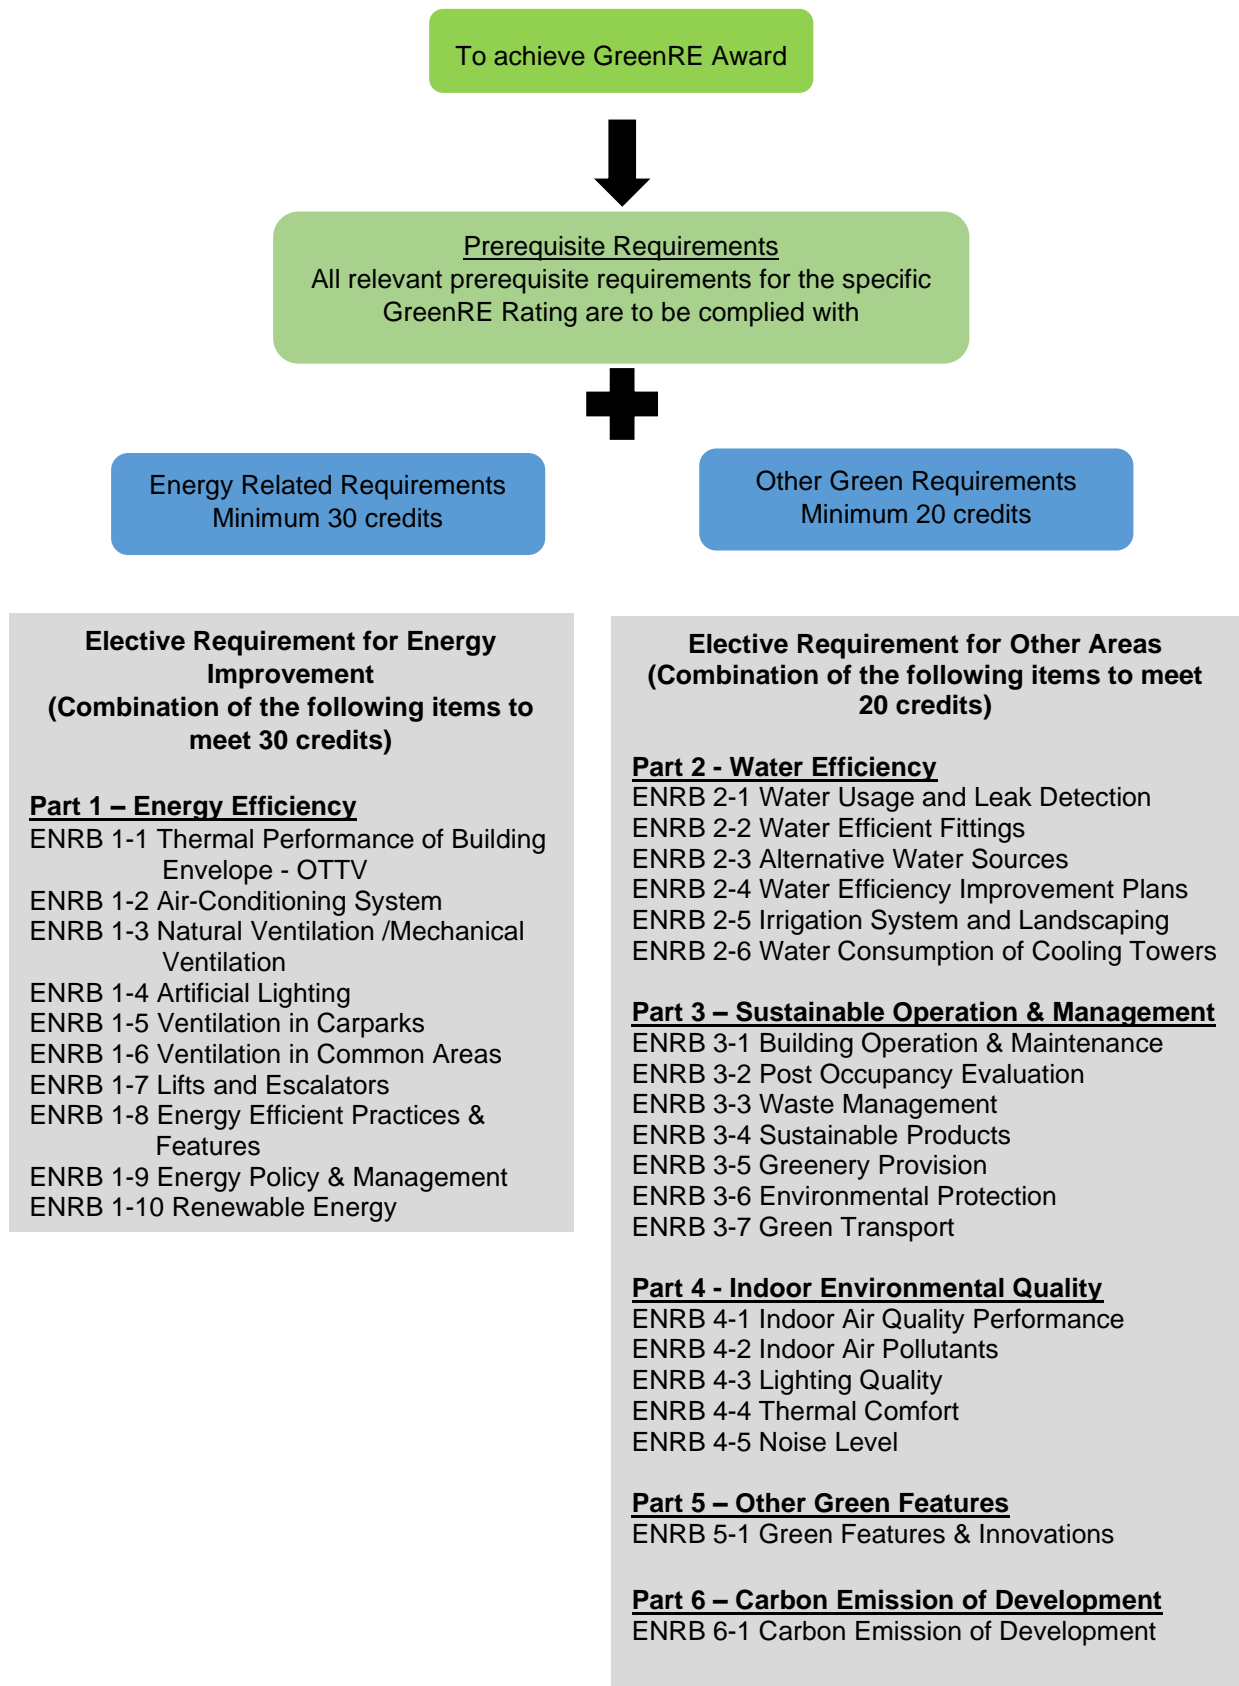 To achieve GreenRE Award
Prerequisite Requirements
All relevant prerequisite requirements for the specific
GreenRE Rating are to be complied with
Energy Related Requirements
Minimum 30 credits
Other Green Requirements
Minimum 20 credits
Elective Requirement for Energy
Improvement
(Combination of the following items to
meet 30 credits)
Part 1 – Energy Efficiency
ENRB 1-1 Thermal Performance of Building
Envelope - OTTV
ENRB 1-2 Air-Conditioning System
ENRB 1-3 Natural Ventilation /Mechanical
Ventilation
ENRB 1-4 Artificial Lighting
ENRB 1-5 Ventilation in Carparks
ENRB 1-6 Ventilation in Common Areas
ENRB 1-7 Lifts and Escalators
ENRB 1-8 Energy Efficient Practices &
Features
ENRB 1-9 Energy Policy & Management
ENRB 1-10 Renewable Energy
Elective Requirement for Other Areas
(Combination of the following items to meet
20 credits)
Part 2 - Water Efficiency
ENRB 2-1 Water Usage and Leak Detection
ENRB 2-2 Water Efficient Fittings
ENRB 2-3 Alternative Water Sources
ENRB 2-4 Water Efficiency Improvement Plans
ENRB 2-5 Irrigation System and Landscaping
ENRB 2-6 Water Consumption of Cooling Towers
Part 3 – Sustainable Operation & Management
ENRB 3-1 Building Operation & Maintenance
ENRB 3-2 Post Occupancy Evaluation
ENRB 3-3 Waste Management
ENRB 3-4 Sustainable Products
ENRB 3-5 Greenery Provision
ENRB 3-6 Environmental Protection
ENRB 3-7 Green Transport
Part 4 - Indoor Environmental Quality
ENRB 4-1 Indoor Air Quality Performance
ENRB 4-2 Indoor Air Pollutants
ENRB 4-3 Lighting Quality
ENRB 4-4 Thermal Comfort
ENRB 4-5 Noise Level
Part 5 – Other Green Features
ENRB 5-1 Green Features & Innovations
Part 6 – Carbon Emission of Development
ENRB 6-1 Carbon Emission of Development